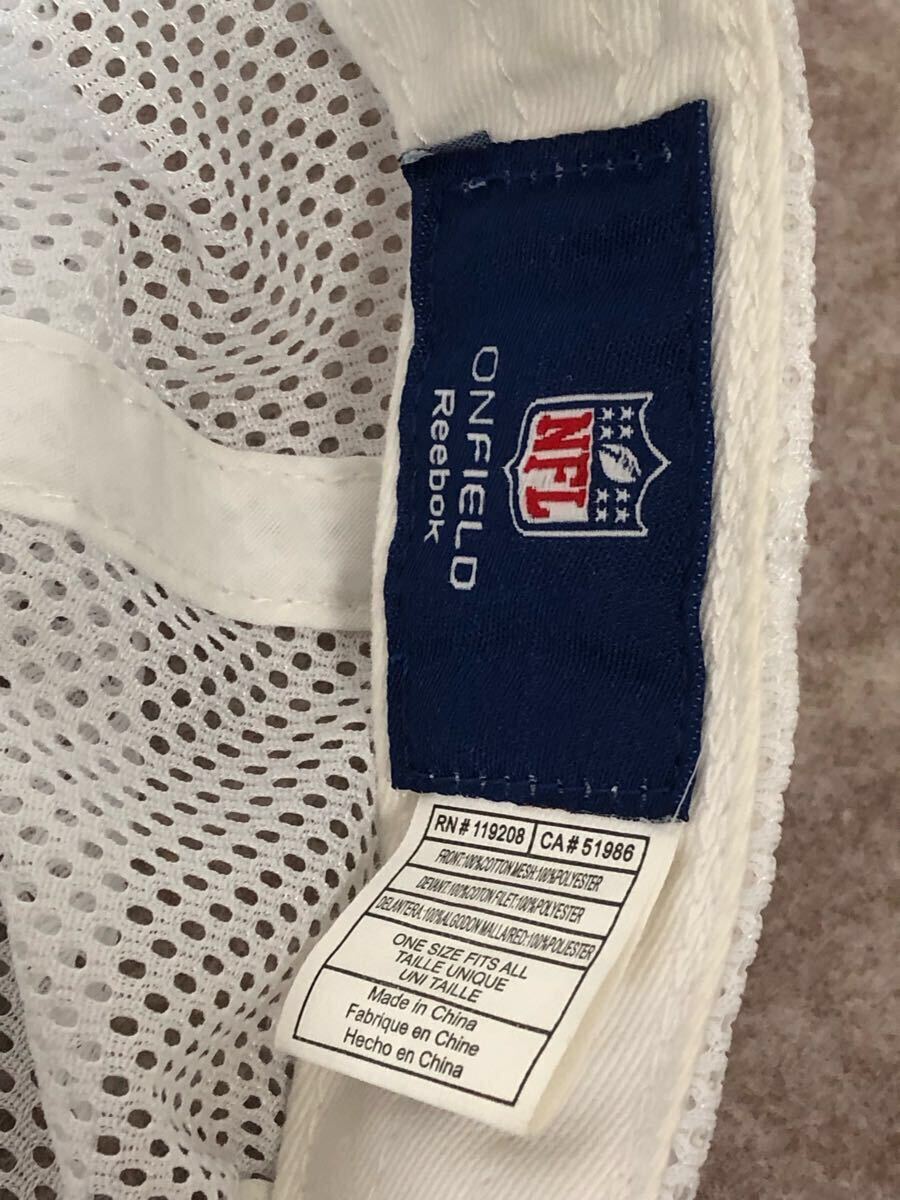 NFL
ONFIELD
Reebok
RN# 119208 CA# 51986
FRONT:100%COTTON MESH:100%POLYESTER
DEVANT:100%COTON FILET:100%POLYESTER
DELANTERA:100%ALGODON MALLA/RED:100%POLIESTER
ONE SIZE FITS ALL
TAILLE UNIQUE
UNI TAILLE
Made in China
Fabrique en Chine
Hecho en China